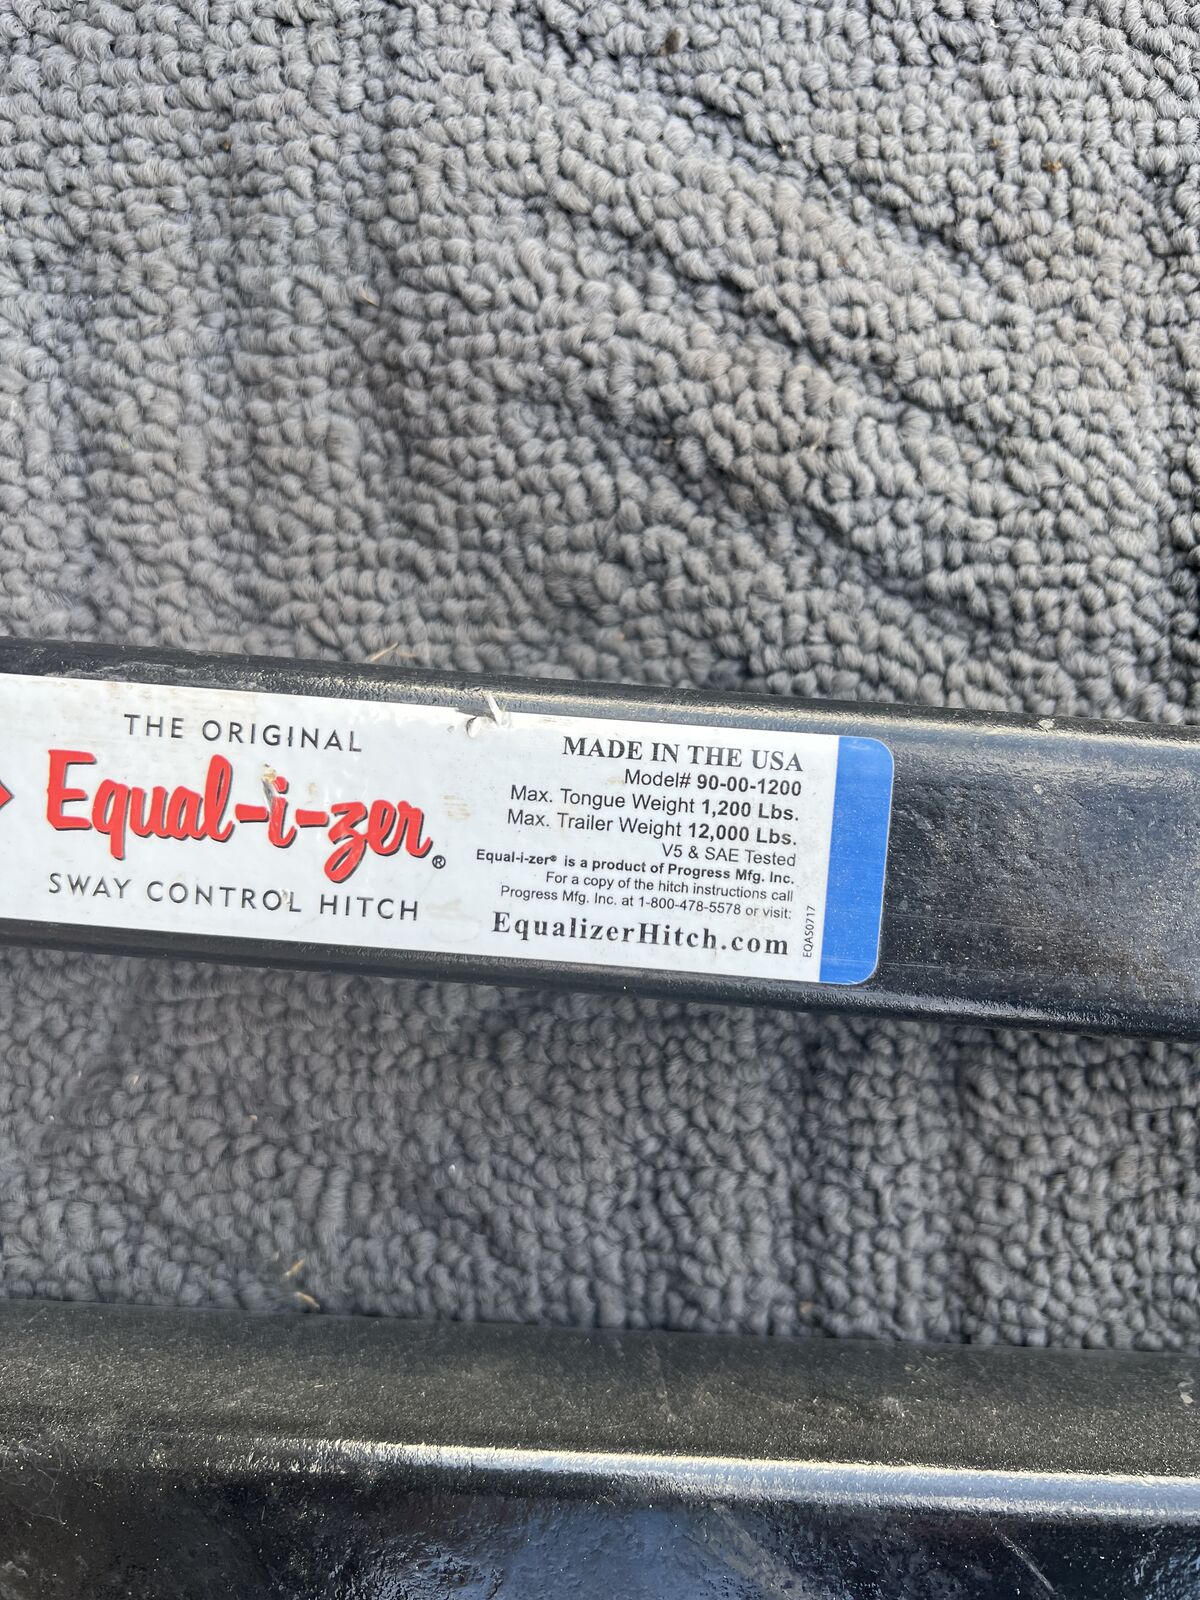 THE ORIGINAL
Equal-i-zer®
SWAY CONTROL HITCH
MADE IN THE USA
Model# 90-00-1200
Max. Tongue Weight 1,200 Lbs.
Max. Trailer Weight 12,000 Lbs.
V5 & SAE Tested
Equal-i-zer® is a product of Progress Mfg. Inc.
For a copy of the hitch instructions call
Progress Mfg. Inc. at 1-800-478-5578 or visit:
EqualizerHitch.com
EQAS0717